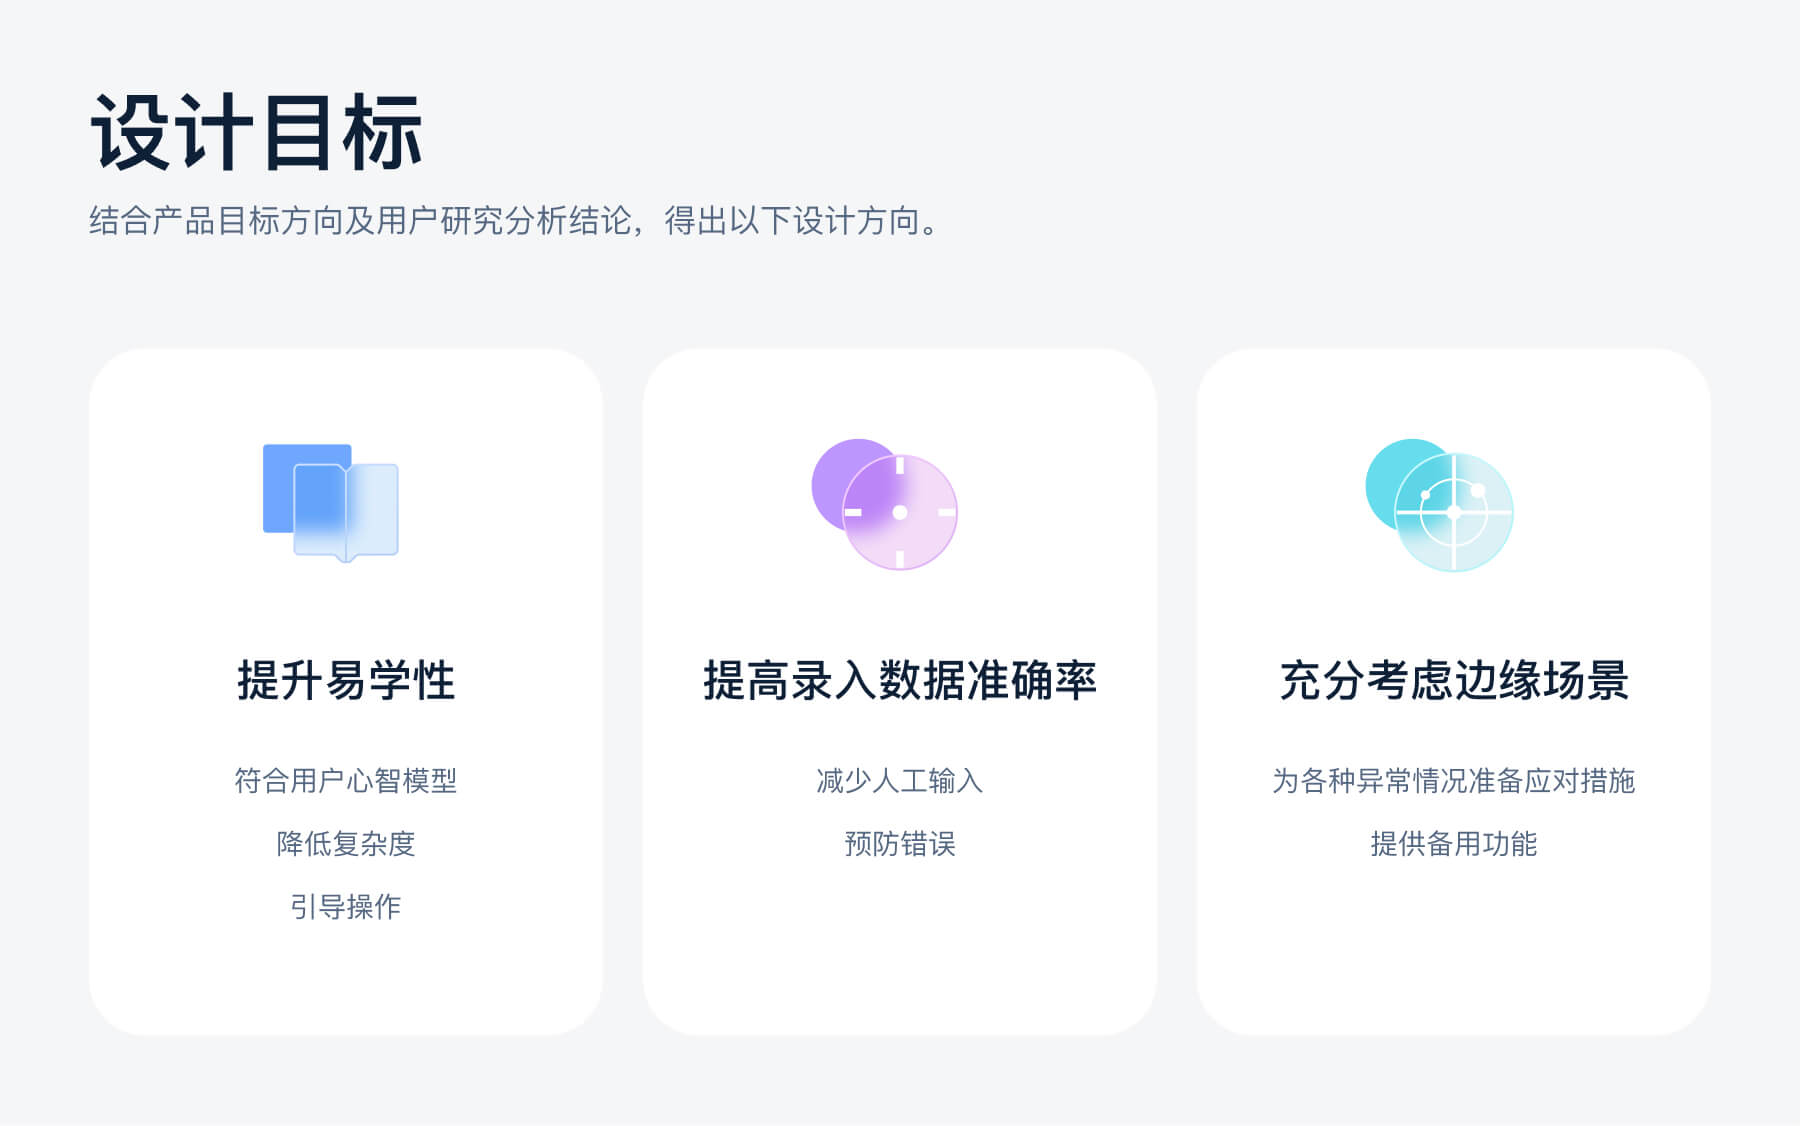 设计目标
结合产品目标方向及用户研究分析结论，得出以下设计方向。
提升易学性
符合用户心智模型
降低复杂度
引导操作
提高录入数据准确率
减少人工输入
预防错误
充分考虑边缘场景
为各种异常情况准备应对措施
提供备用功能